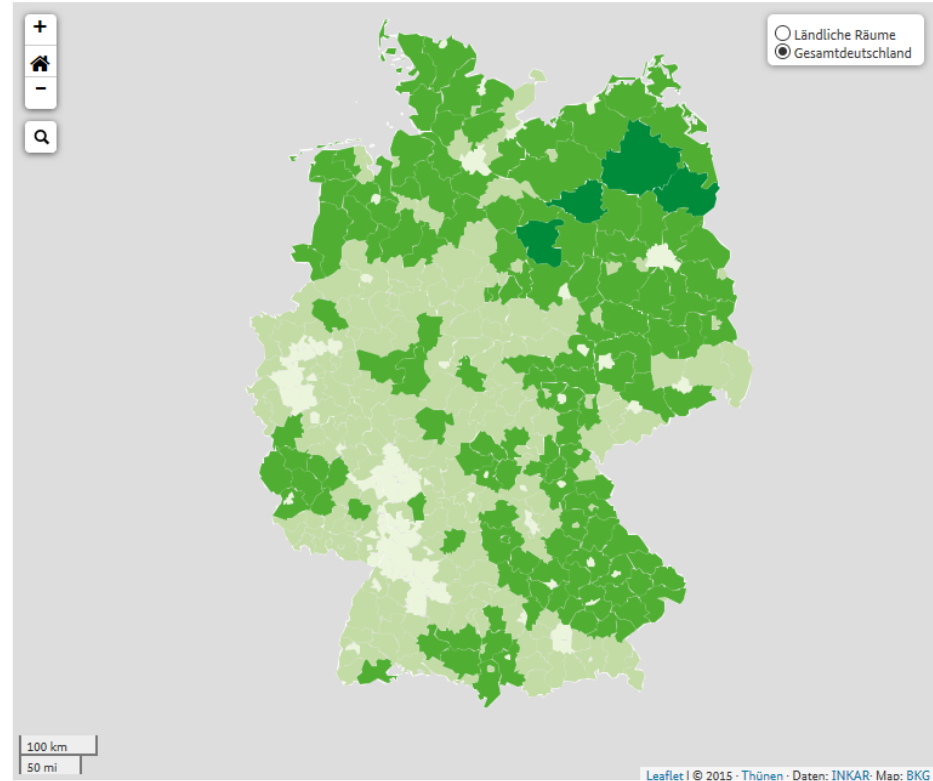 +
−
Ländliche Räume
Gesamtdeutschland
100 km
50 mi
Leaflet | © 2015 · Thünen · Daten: INKAR· Map: BKG